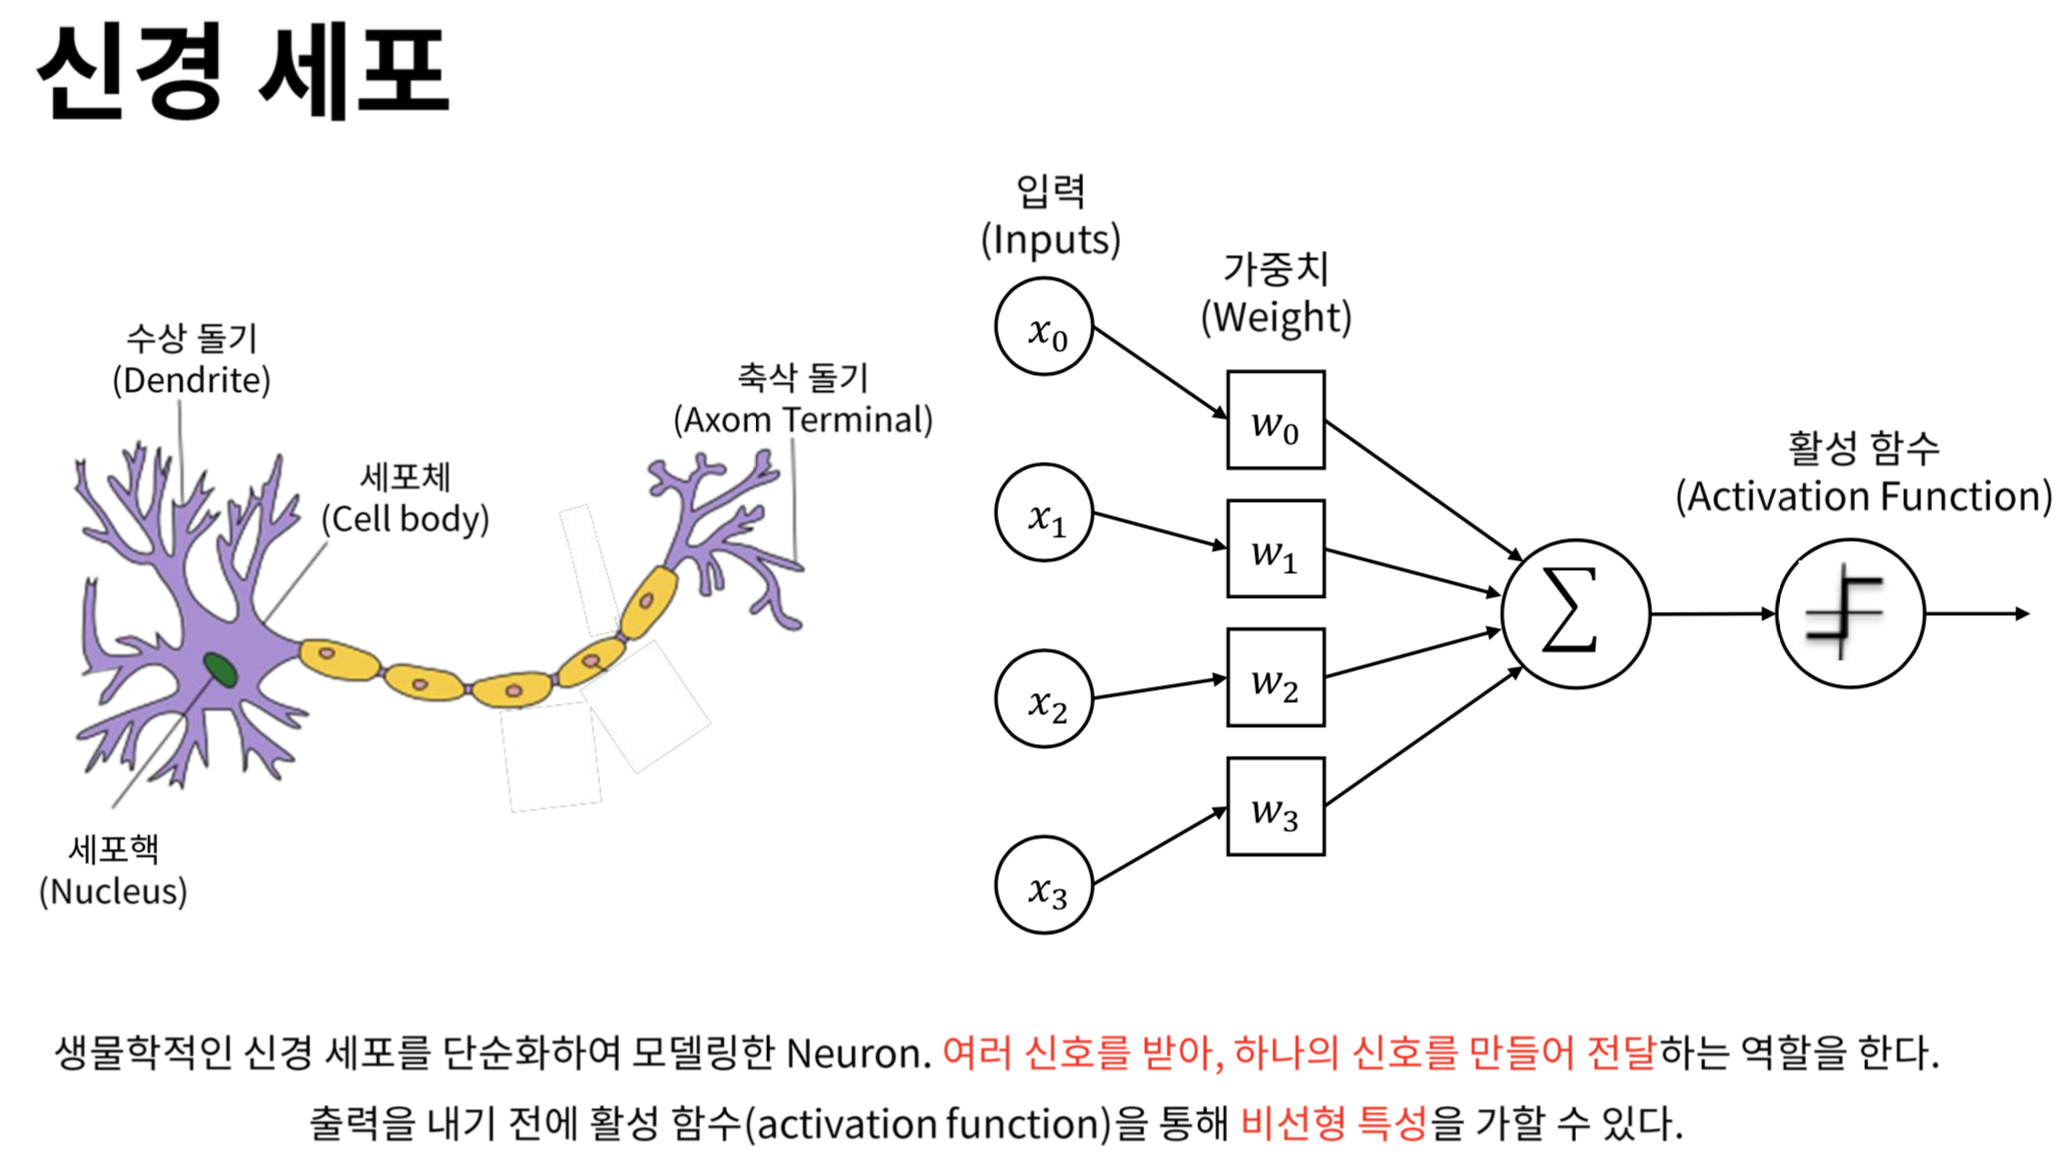 신경 세포
수상 돌기
(Dendrite)
세포체
(Cell body)
축삭 돌기
(Axom Terminal)
세포핵
(Nucleus)
입력
(Inputs)
가중치
(Weight)
x₀
x₁
x₂
x₃
w₀
w₁
w₂
w₃
∑
활성 함수
(Activation Function)
생물학적인 신경 세포를 단순화하여 모델링한 Neuron. 여러 신호를 받아, 하나의 신호를 만들어 전달하는 역할을 한다.
출력을 내기 전에 활성 함수(activation function)을 통해 비선형 특성을 가할 수 있다.